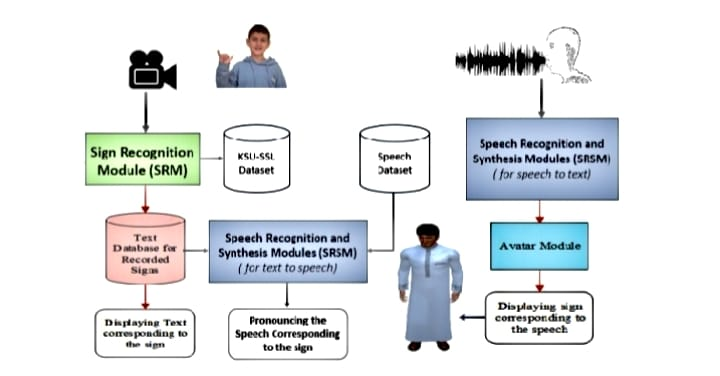 Sign Recognition
Module (SRM)
KSU-SSL
Dataset
Speech
Dataset
Speech Recognition and
Synthesis Modules (SRSM)
( for speech to text)
Text
Database for
Recorded
Signs
Speech Recognition and
Synthesis Modules (SRSM)
( for text to speech)
Avatar Module
Displaying Text
corresponding to
the sign
Pronouncing the
Speech Corresponding
to the sign
Displaying sign
corresponding to
the speech